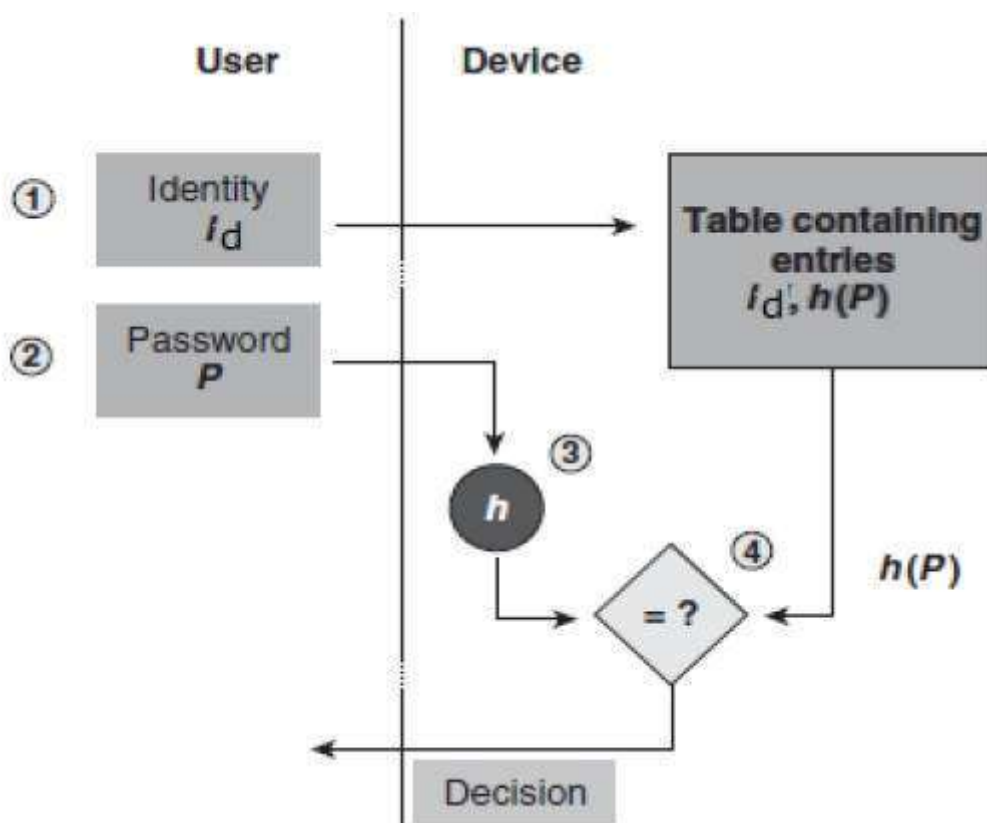 User
Device
①
Identity
Id
Table containing
entries
Id', h(P)
②
Password
P
③
h
④
= ?
h(P)
Decision